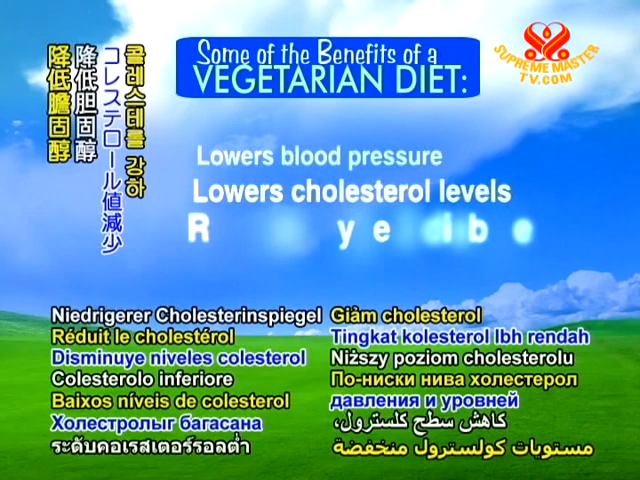 Some of the Benefits of a
VEGETARIAN DIET:
SUPREME MASTER
TV.COM
降低膽固醇
降低胆固醇
コレステロール値減少
콜레스테를 강하
Lowers blood pressure
Lowers cholesterol levels
Niedrigerer Cholesterinspiegel
Réduit le cholestérol
Disminuye niveles colesterol
Colesterolo inferiore
Baixos níveis de colesterol
Холестролыг багасана
ระดับคอเรสเตอร์รอลต่ำ
Giảm cholesterol
Tingkat kolesterol lbh rendah
Niższy poziom cholesterolu
По-ниски нива холестерол
давления и уровней
کاهش سطح کلسترول،
مستويات كولسترول منخفضة